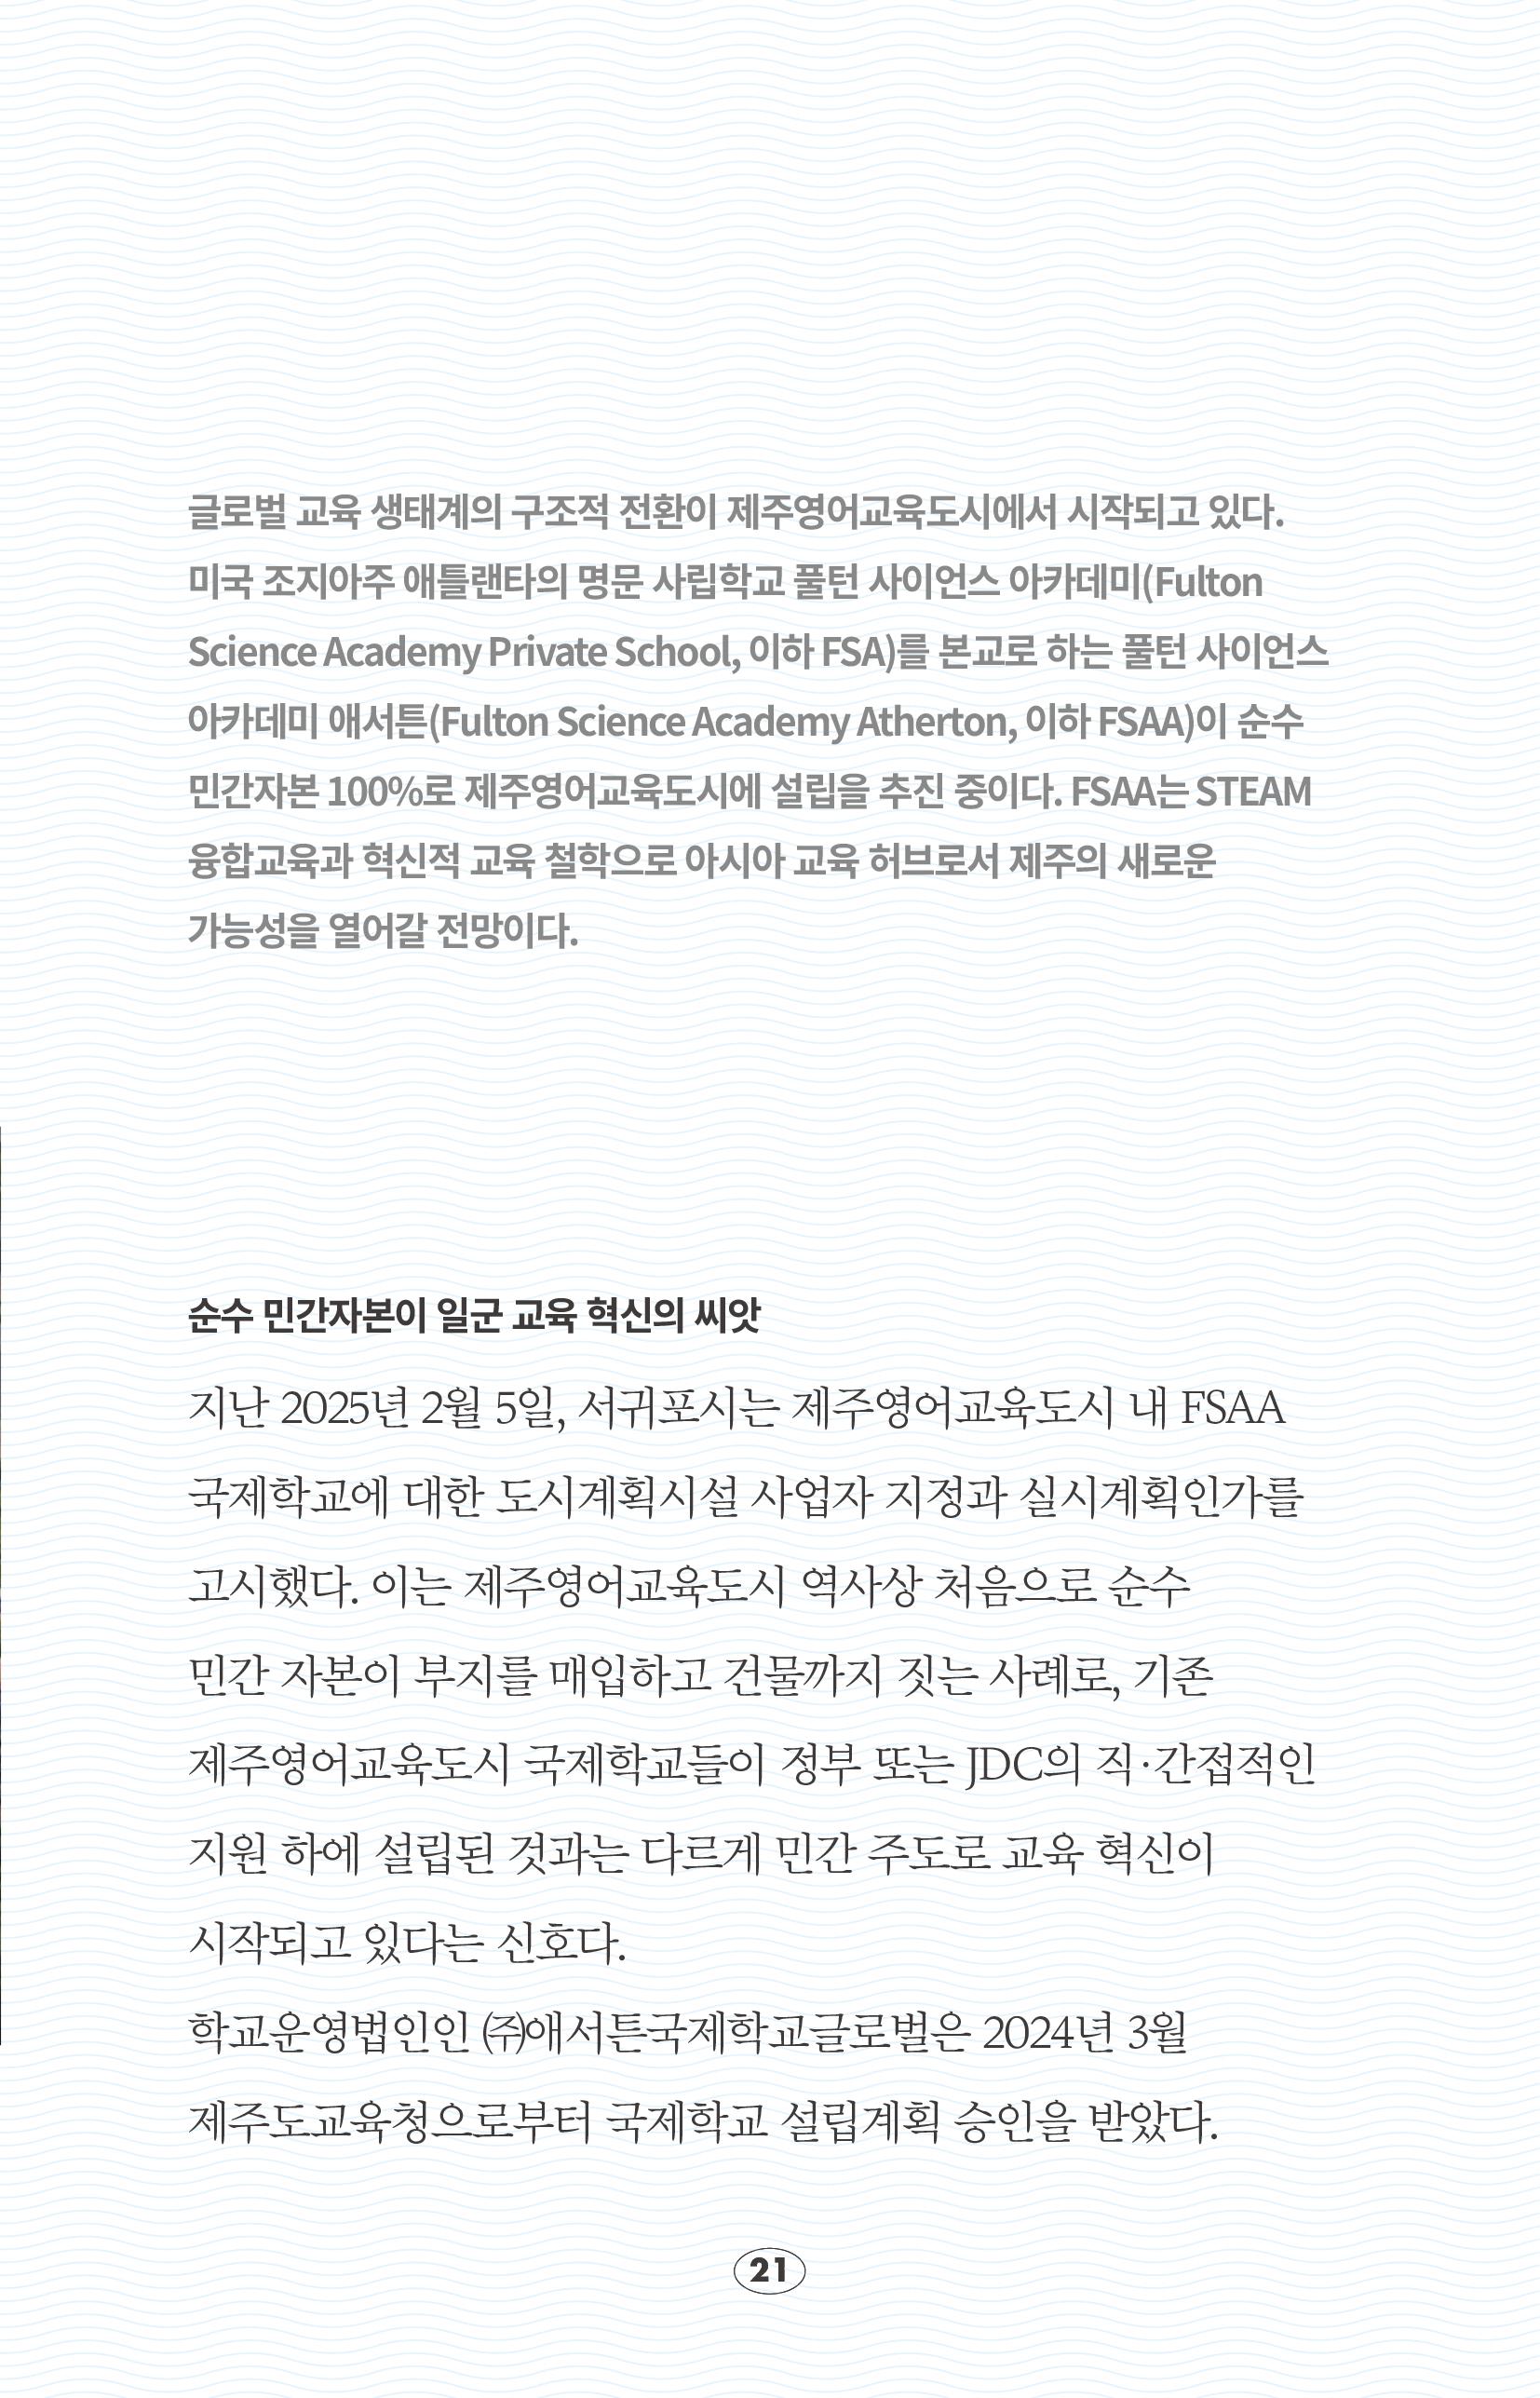 글로벌 교육 생태계의 구조적 전환이 제주영어교육도시에서 시작되고 있다.
미국 조지아주 애틀랜타의 명문 사립학교 풀턴 사이언스 아카데미(Fulton
Science Academy Private School, 이하 FSA)를 본교로 하는 풀턴 사이언스
아카데미 애서튼(Fulton Science Academy Atherton, 이하 FSAA)이 순수
민간자본 100%로 제주영어교육도시에 설립을 추진 중이다. FSAA는 STEAM
융합교육과 혁신적 교육 철학으로 아시아 교육 허브로서 제주의 새로운
가능성을 열어갈 전망이다.
순수 민간자본이 일군 교육 혁신의 씨앗
지난 2025년 2월 5일, 서귀포시는 제주영어교육도시 내 FSAA
국제학교에 대한 도시계획시설 사업자 지정과 실시계획인가를
고시했다. 이는 제주영어교육도시 역사상 처음으로 순수
민간 자본이 부지를 매입하고 건물까지 짓는 사례로, 기존
제주영어교육도시 국제학교들이 정부 또는 JDC의 직·간접적인
지원 하에 설립된 것과는 다르게 민간 주도로 교육 혁신이
시작되고 있다는 신호다.
학교운영법인인 ㈜애서튼국제학교글로벌은 2024년 3월
제주도교육청으로부터 국제학교 설립계획 승인을 받았다.
21